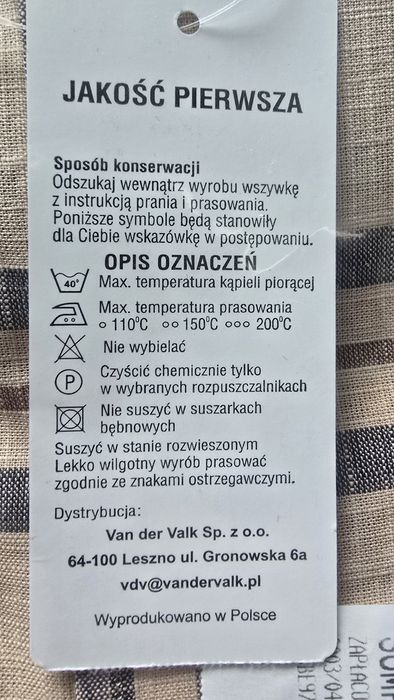 JAKOŚĆ PIERWSZA
Sposób konserwacji
Odszukaj wewnątrz wyrobu wszywkę
z instrukcją prania i prasowania.
Poniższe symbole będą stanowiły
dla Ciebie wskazówkę w postępowaniu.
OPIS OZNACZEŃ
40° Max. temperatura kąpieli piorącej
Max. temperatura prasowania
o 110°C oo 150°C ooo 200°C
Nie wybielać
Czyścić chemicznie tylko
P w wybranych rozpuszczalnikach
Nie suszyć w suszarkach
bębnowych
Suszyć w stanie rozwieszonym
Lekko wilgotny wyrób prasować
zgodnie ze znakami ostrzegawczymi.
Dystrybucja:
Van der Valk Sp. z o.o.
64-100 Leszno ul. Gronowska 6a
vdv@vandervalk.pl
Wyprodukowano w Polsce